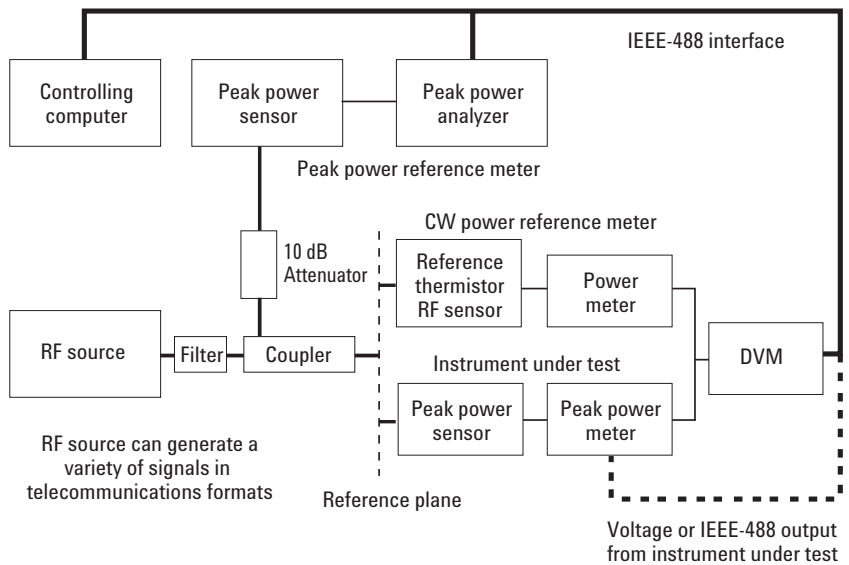 IEEE-488 interface
Controlling
computer
Peak power
sensor
Peak power
analyzer
Peak power reference meter
CW power reference meter
10 dB
Attenuator
Reference
thermistor
RF sensor
Power
meter
RF source
Filter
Coupler
Instrument under test
DVM
Peak power
sensor
Peak power
meter
RF source can generate a
variety of signals in
telecommunications formats
Reference plane
Voltage or IEEE-488 output
from instrument under test